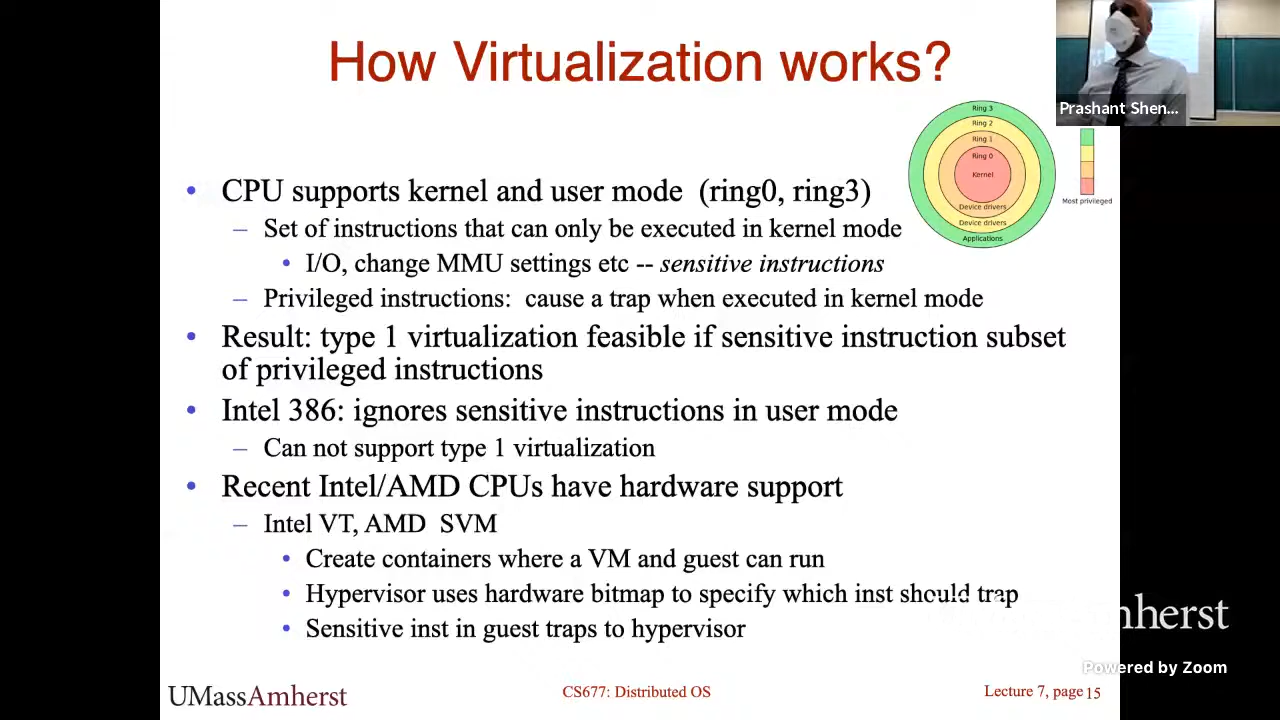 How Virtualization works?
Prashant Shen...
Ring 3
Ring 2
Ring 1
Ring 0
Kernel
Device drivers
Device drivers
Applications
Most privileged
• CPU supports kernel and user mode (ring0, ring3)
– Set of instructions that can only be executed in kernel mode
• I/O, change MMU settings etc -- sensitive instructions
– Privileged instructions: cause a trap when executed in kernel mode
• Result: type 1 virtualization feasible if sensitive instruction subset
of privileged instructions
• Intel 386: ignores sensitive instructions in user mode
– Can not support type 1 virtualization
• Recent Intel/AMD CPUs have hardware support
– Intel VT, AMD SVM
• Create containers where a VM and guest can run
• Hypervisor uses hardware bitmap to specify which inst should trap
• Sensitive inst in guest traps to hypervisor
mherst
Powered by Zoom
UMassAmherst
CS677: Distributed OS
Lecture 7, page 15